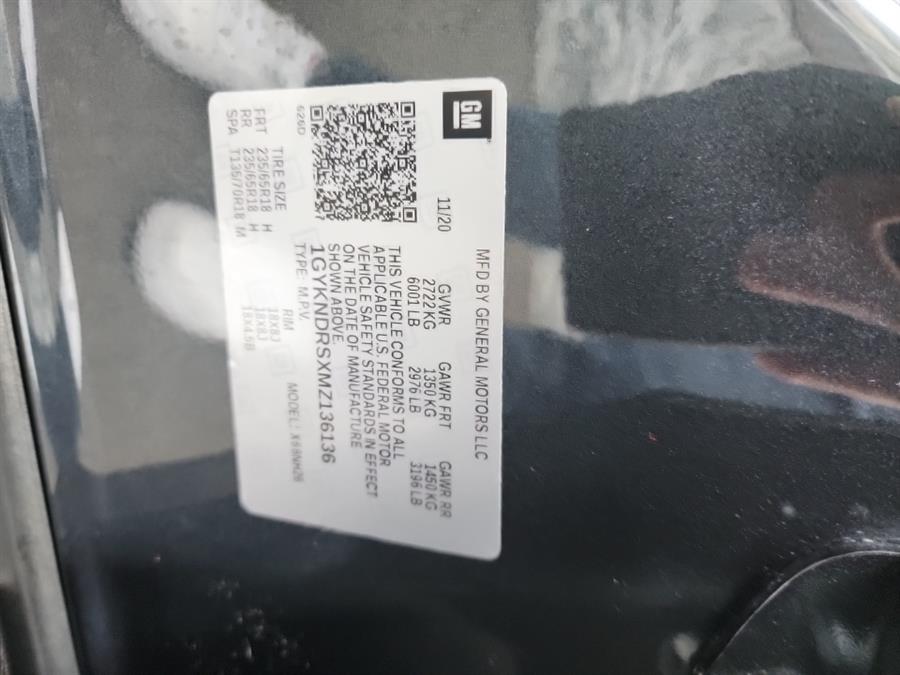 GM
MFD BY GENERAL MOTORS LLC
11/20 GVWR GAWR FRT GAWR RR
2722 KG 1350 KG 1450 KG
6001 LB 2976 LB 3196 LB
THIS VEHICLE CONFORMS TO ALL
APPLICABLE U.S. FEDERAL MOTOR
VEHICLE SAFETY STANDARDS IN EFFECT
ON THE DATE OF MANUFACTURE
SHOWN ABOVE.
1GYKNDRSXMZ136136
626D TYPE: M.P.V. MODEL: X69NH26
TIRE SIZE RIM
FRT 235/65R18 H 18X8J
RR 235/65R18 H 18X8J
SPA T135/70R18 M 18X4.5B